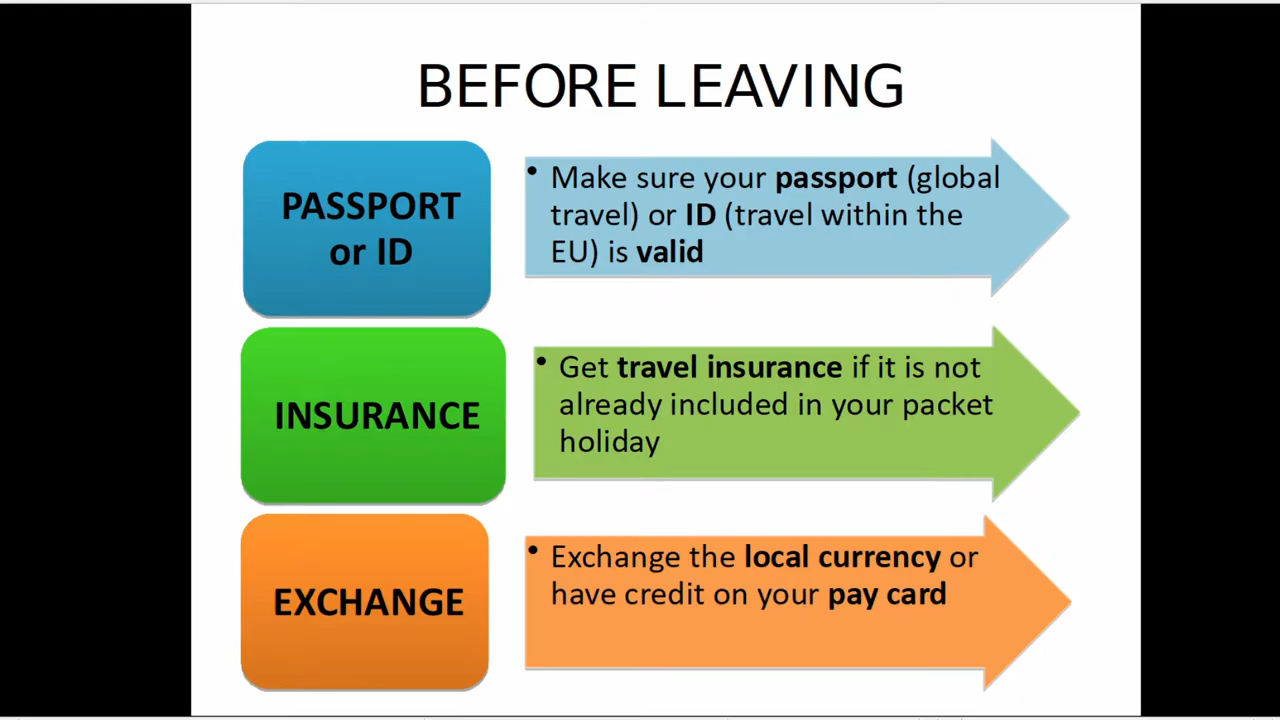 BEFORE LEAVING
PASSPORT
or ID
• Make sure your passport (global
travel) or ID (travel within the
EU) is valid
INSURANCE
• Get travel insurance if it is not
already included in your packet
holiday
EXCHANGE
• Exchange the local currency or
have credit on your pay card